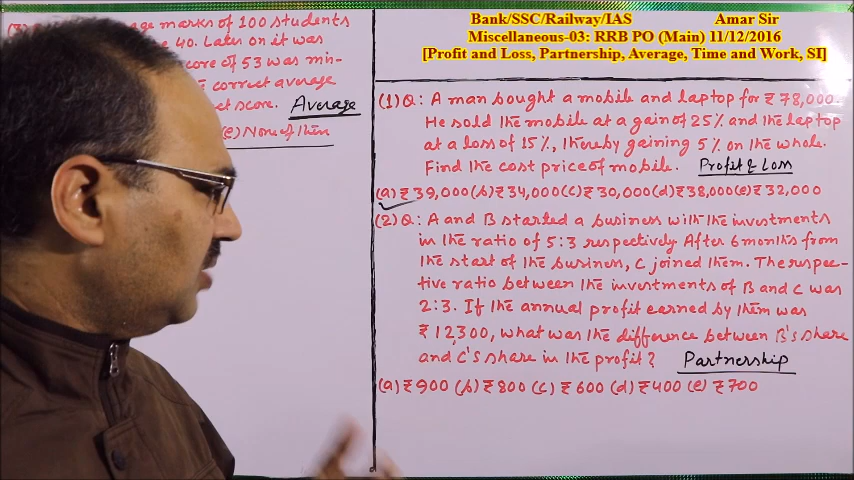 Bank/SSC/Railway/IAS Amar Sir
Miscellaneous-03: RRB PO (Main) 11/12/2016
[Profit and Loss, Partnership, Average, Time and Work, SI]
age marks of 100 students
e 40. Later on it was
core of 53 was mis-
correct average
ct score. Average
(e) None of them
(1) Q: A man bought a mobile and laptop for ₹ 78,000.
He sold the mobile at a gain of 25% and the laptop
at a loss of 15%, thereby gaining 5% on the whole.
Find the cost price of mobile. Profit & Loss
(a) ₹ 39,000 (b) ₹ 34,000 (c) ₹ 30,000 (d) ₹ 38,000 (e) ₹ 32,000
(2) Q: A and B started a business with the investments
in the ratio of 5:3 respectively. After 6 months from
the start of the business, C joined them. The respec-
tive ratio between the investments of B and C was
2:3. If the annual profit earned by them was
₹ 12,300, what was the difference between B's share
and C's share in the profit? Partnership
(a) ₹ 900 (b) ₹ 800 (c) ₹ 600 (d) ₹ 400 (e) ₹ 700